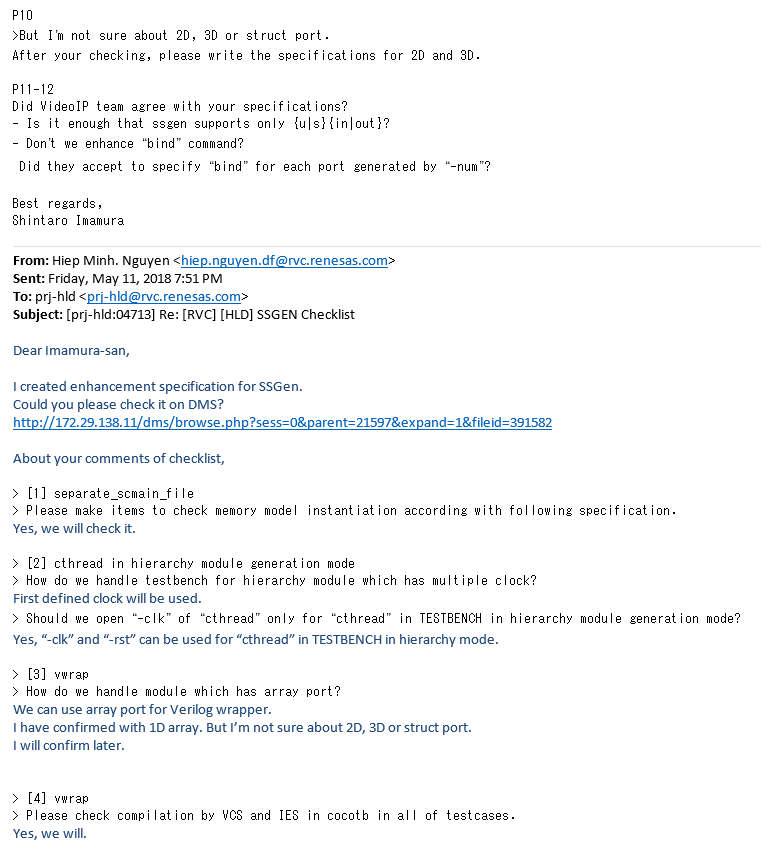 P10
>But I'm not sure about 2D, 3D or struct port.
After your checking, please write the specifications for 2D and 3D.
P11-12
Did VideoIP team agree with your specifications?
- Is it enough that ssgen supports only {u|s}{in|out}?
- Don't we enhance “bind” command?
Did they accept to specify “bind” for each port generated by “-num”?
Best regards,
Shintaro Imamura
From: Hiep Minh. Nguyen <hiep.nguyen.df@rvc.renesas.com>
Sent: Friday, May 11, 2018 7:51 PM
To: prj-hld <prj-hld@rvc.renesas.com>
Subject: [prj-hld:04713] Re: [RVC] [HLD] SSGEN Checklist
Dear Imamura-san,
I created enhancement specification for SSGen.
Could you please check it on DMS?
http://172.29.138.11/dms/browse.php?sess=0&parent=21597&expand=1&fileid=391582
About your comments of checklist,
> [1] separate_scmain_file
> Please make items to check memory model instantiation according with following specification.
Yes, we will check it.
> [2] cthread in hierarchy module generation mode
> How do we handle testbench for hierarchy module which has multiple clock?
First defined clock will be used.
> Should we open “-clk” of “cthread” only for “cthread” in TESTBENCH in hierarchy module generation mode?
Yes, “-clk” and “-rst” can be used for “cthread” in TESTBENCH in hierarchy mode.
> [3] vwrap
> How do we handle module which has array port?
We can use array port for Verilog wrapper.
I have confirmed with 1D array. But I’m not sure about 2D, 3D or struct port.
I will confirm later.
> [4] vwrap
> Please check compilation by VCS and IES in cocotb in all of testcases.
Yes, we will.